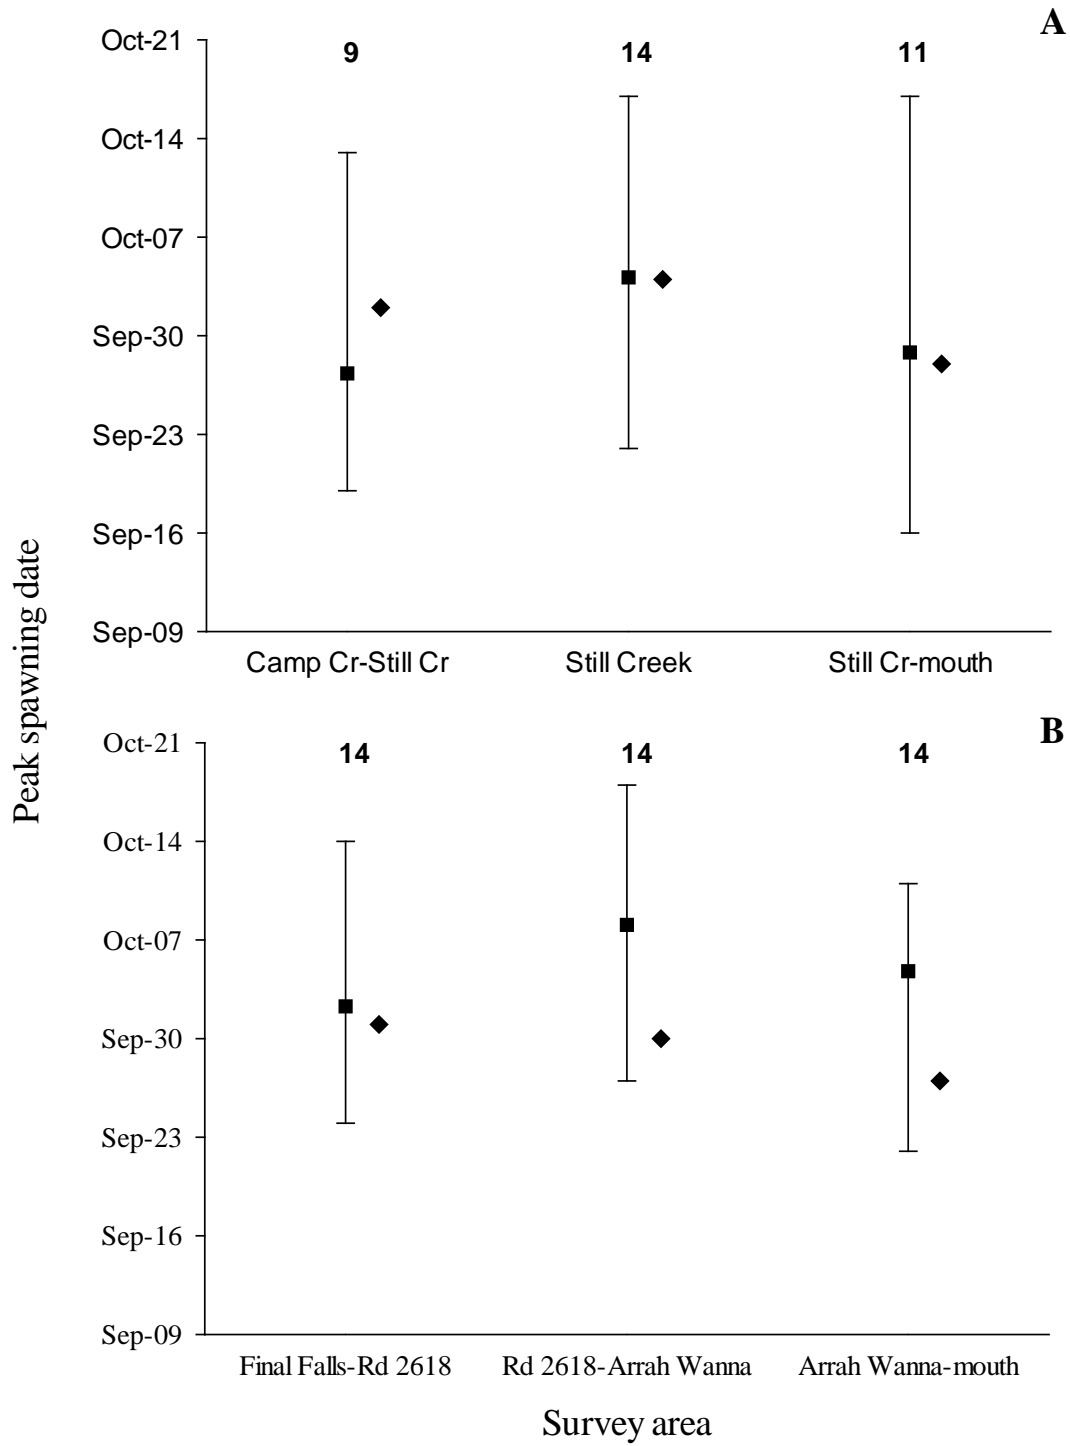 A
Oct-21
9 14 11
Oct-14
Oct-07
Sep-30
Sep-23
Sep-16
Sep-09
Camp Cr-Still Cr Still Creek Still Cr-mouth
Peak spawning date
B
Oct-21
14 14 14
Oct-14
Oct-07
Sep-30
Sep-23
Sep-16
Sep-09
Final Falls-Rd 2618 Rd 2618-Arrah Wanna Arrah Wanna-mouth
Survey area